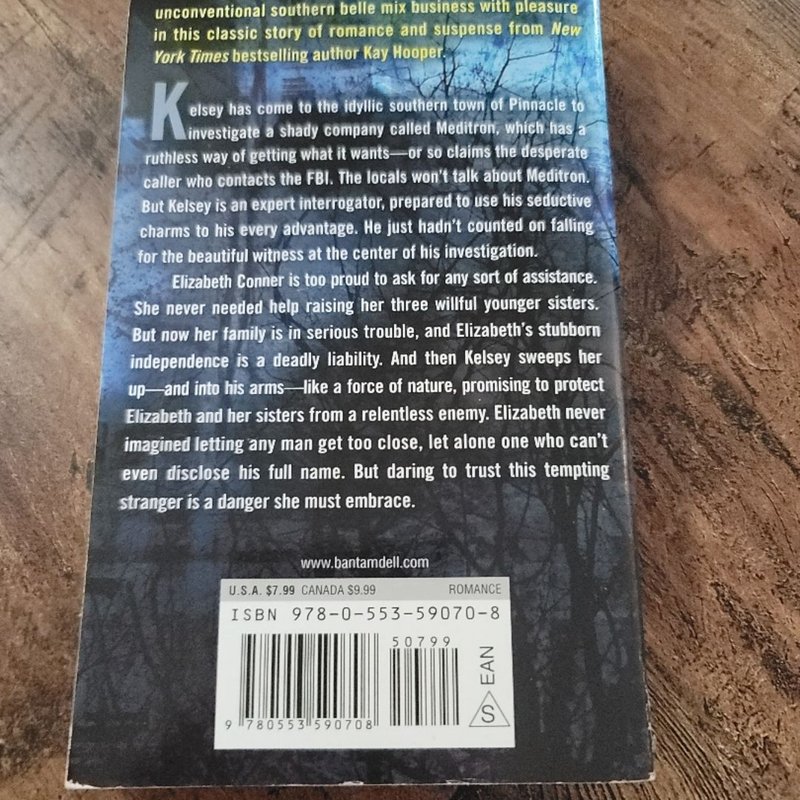 unconventional southern belle mix business with pleasure
in this classic story of romance and suspense from New
York Times bestselling author Kay Hooper.
Kelsey has come to the idyllic southern town of Pinnacle to
investigate a shady company called Meditron, which has a
ruthless way of getting what it wants—or so claims the desperate
caller who contacts the FBI. The locals won't talk about Meditron.
But Kelsey is an expert interrogator, prepared to use his seductive
charms to his every advantage. He just hadn't counted on falling
for the beautiful witness at the center of his investigation.
Elizabeth Conner is too proud to ask for any sort of assistance.
She never needed help raising her three willful younger sisters.
But now her family is in serious trouble, and Elizabeth's stubborn
independence is a deadly liability. And then Kelsey sweeps her
up—and into his arms—like a force of nature, promising to protect
Elizabeth and her sisters from a relentless enemy. Elizabeth never
imagined letting any man get too close, let alone one who can't
even disclose his full name. But daring to trust this tempting
stranger is a danger she must embrace.
www.bantamdell.com
U.S.A. $7.99 CANADA $9.99 ROMANCE
ISBN 978-0-553-59070-8
50799
9 780553 590708
EAN
S